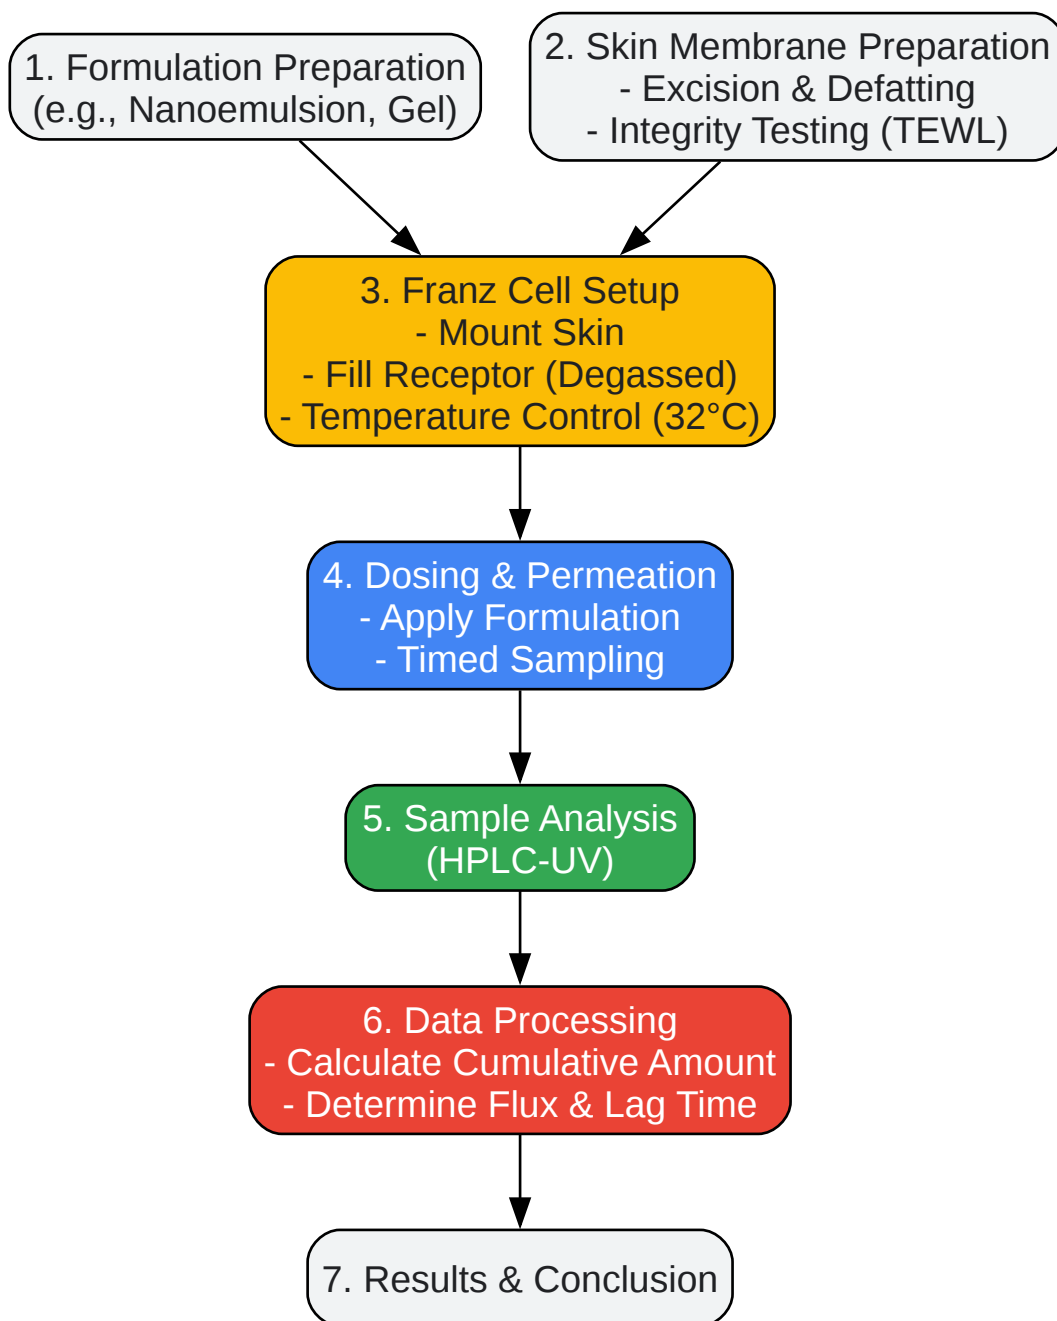 1. Formulation Preparation
(e.g., Nanoemulsion, Gel)
2. Skin Membrane Preparation
- Excision & Defatting
- Integrity Testing (TEWL)
3. Franz Cell Setup
- Mount Skin
- Fill Receptor (Degassed)
- Temperature Control (32°C)
4. Dosing & Permeation
- Apply Formulation
- Timed Sampling
5. Sample Analysis
(HPLC-UV)
6. Data Processing
- Calculate Cumulative Amount
- Determine Flux & Lag Time
7. Results & Conclusion